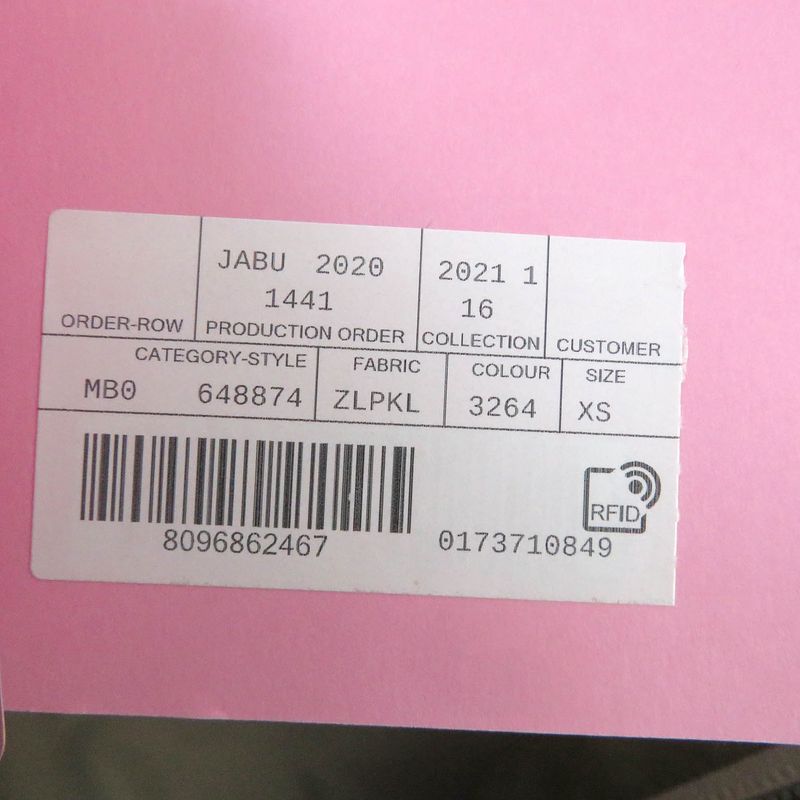 JABU 2020 2021 1
1441 16
ORDER-ROW PRODUCTION ORDER COLLECTION CUSTOMER
CATEGORY-STYLE FABRIC COLOUR SIZE
MB0 648874 ZLPKL 3264 XS
RFID
8096862467 0173710849